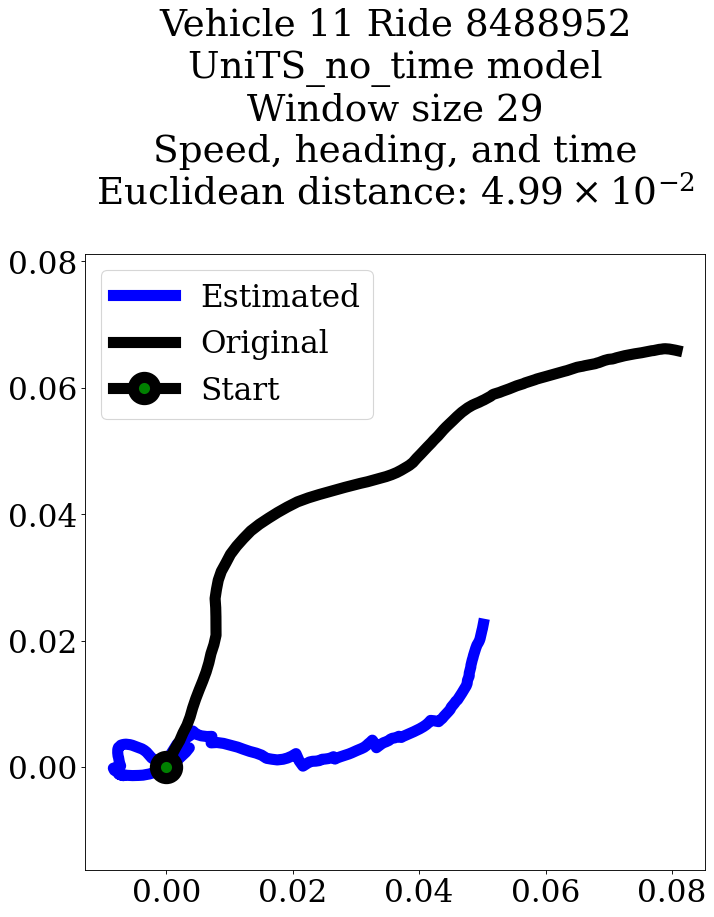 Vehicle 11 Ride 8488952
UniTS_no_time model
Window size 29
Speed, heading, and time
Euclidean distance: 4.99 × 10⁻²
0.08
0.06
0.04
0.02
0.00
Estimated
Original
Start
0.00 0.02 0.04 0.06 0.08